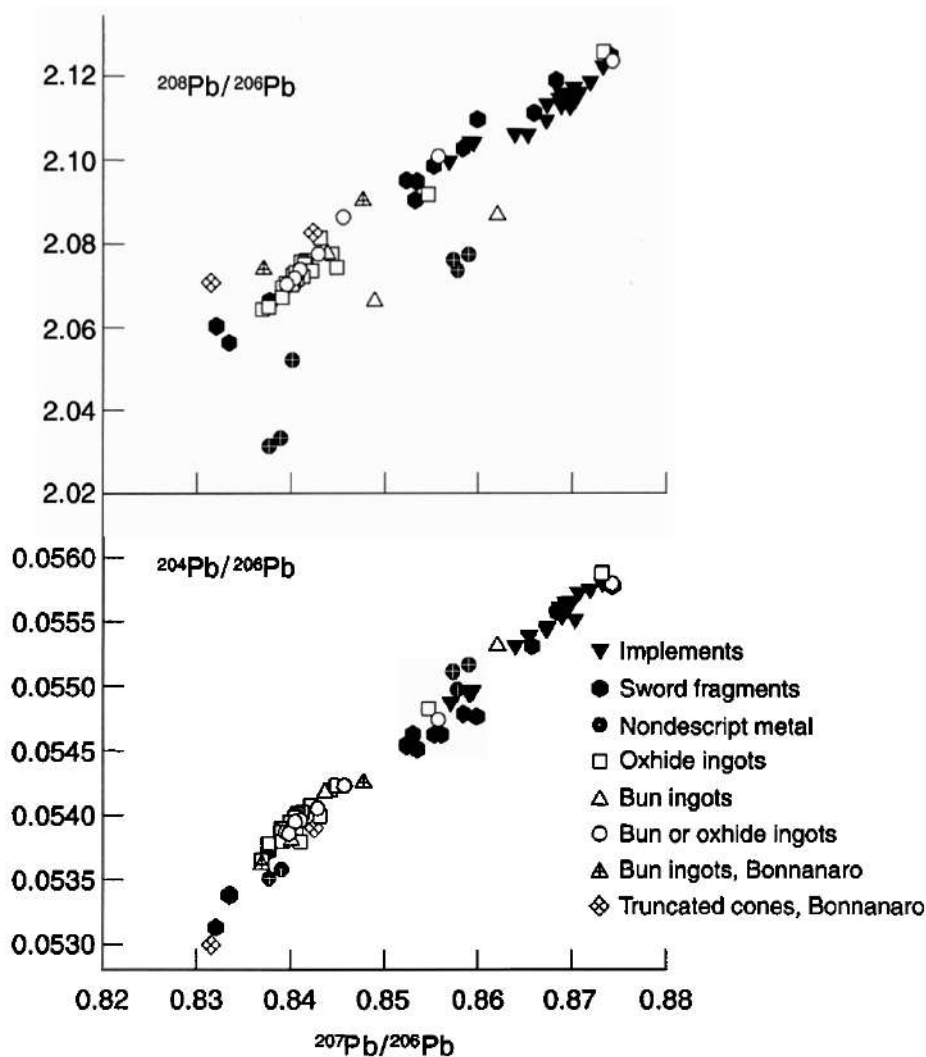 ²⁰⁸Pb/²⁰⁶Pb
2.12
2.10
2.08
2.06
2.04
2.02
²⁰⁴Pb/²⁰⁶Pb
0.0560
0.0555
0.0550
0.0545
0.0540
0.0535
0.0530
Implements
Sword fragments
Nondescript metal
Oxhide ingots
Bun ingots
Bun or oxhide ingots
Bun ingots, Bonnanaro
Truncated cones, Bonnanaro
0.82 0.83 0.84 0.85 0.86 0.87 0.88
²⁰⁷Pb/²⁰⁶Pb